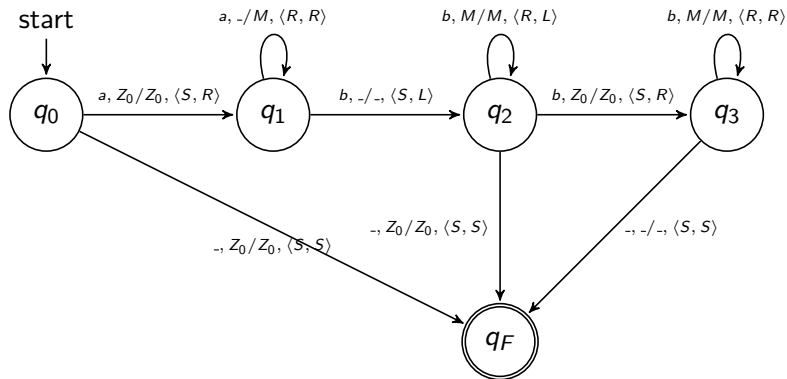 start
a, _/M, ⟨R, R⟩
b, M/M, ⟨R, L⟩
b, M/M, ⟨R, R⟩
q0
a, Z0/Z0, ⟨S, R⟩
q1
b, _/_, ⟨S, L⟩
q2
b, Z0/Z0, ⟨S, R⟩
q3
_, Z0/Z0, ⟨S, S⟩
_, Z0/Z0, ⟨S, S⟩
_, _/_, ⟨S, S⟩
qF